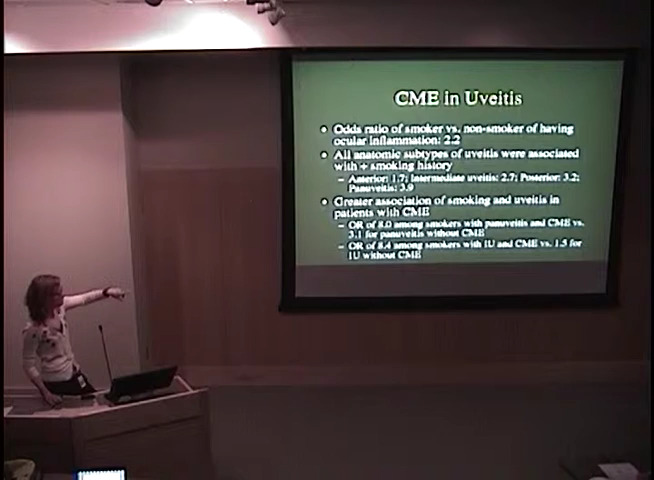 CME in Uveitis
• Odds ratio of smoker vs. non-smoker of having
ocular inflammation: 2.2
• All anatomic subtypes of uveitis were associated
with + smoking history
– Anterior: 1.7; Intermediate uveitis: 2.7; Posterior: 3.2;
Panuveitis: 3.9
• Greater association of smoking and uveitis in
patients with CME
– OR of 8.0 among smokers with panuveitis and CME vs.
3.1 for panuveitis without CME
– OR of 8.4 among smokers with IU and CME vs. 1.5 for
IU without CME